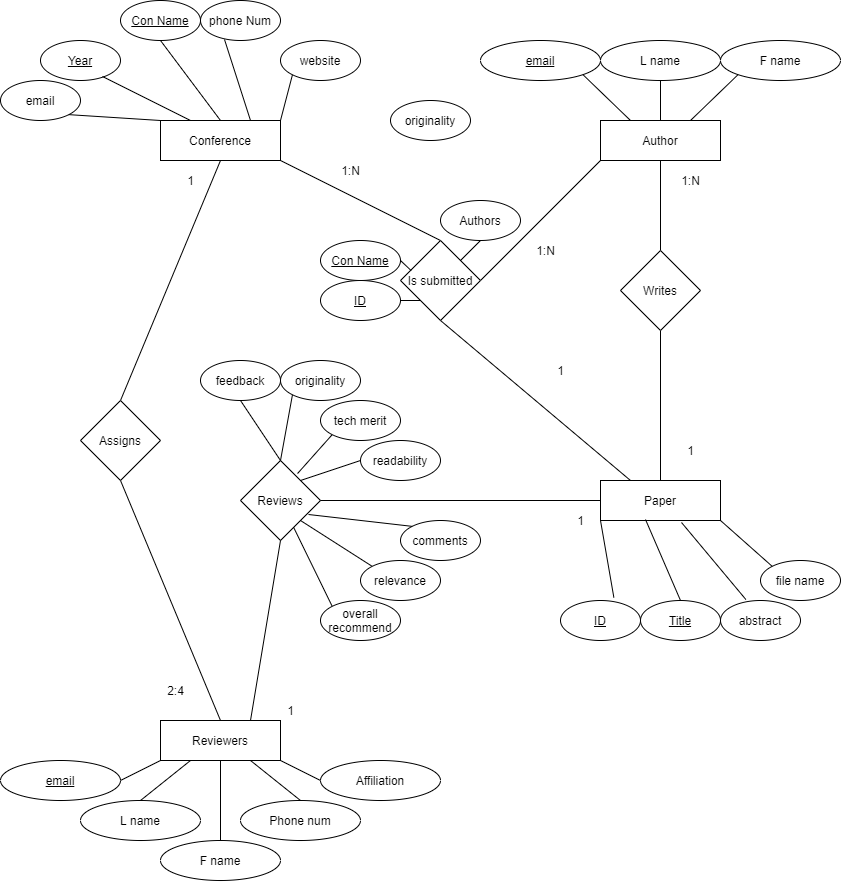 Con Name
phone Num
Year
website
email
L name
F name
email
originality
Conference
Author
1:N
1
1:N
Authors
1:N
Con Name
Is submitted
ID
Writes
1
feedback
originality
tech merit
Assigns
1
readability
Reviews
Paper
1
comments
relevance
file name
overall
recommend
ID
Title
abstract
2:4
1
Reviewers
email
Affiliation
L name
Phone num
F name